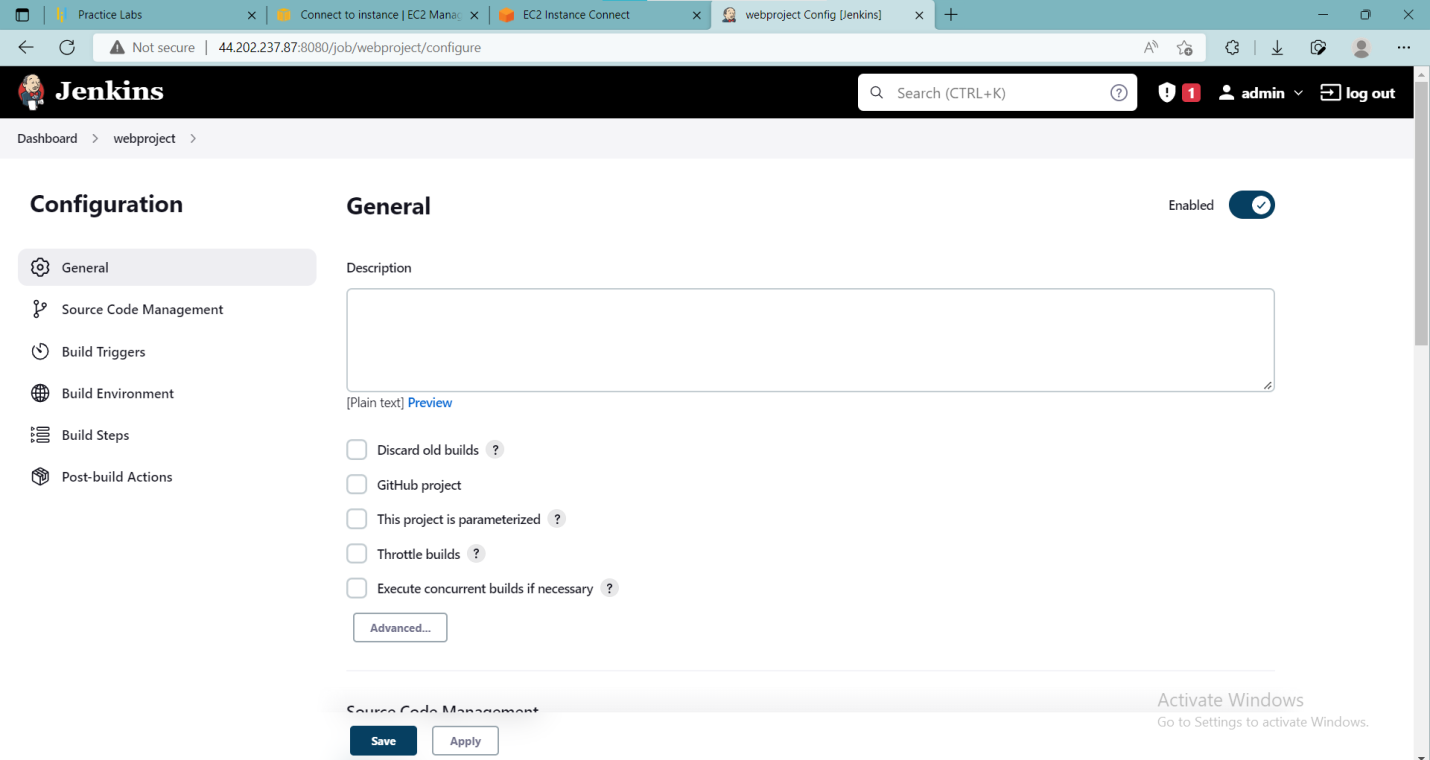 Practice Labs
Connect to instance | EC2 Manag
EC2 Instance Connect
webproject Config [Jenkins]
Not secure | 44.202.237.87:8080/job/webproject/configure
Jenkins
Search (CTRL+K) ?
1 admin log out
Dashboard > webproject >
Configuration
General
Source Code Management
Build Triggers
Build Environment
Build Steps
Post-build Actions
General
Enabled
Description
[Plain text] Preview
Discard old builds ?
GitHub project
This project is parameterized ?
Throttle builds ?
Execute concurrent builds if necessary ?
Advanced...
Source Code Management
Save Apply
Activate Windows
Go to Settings to activate Windows.